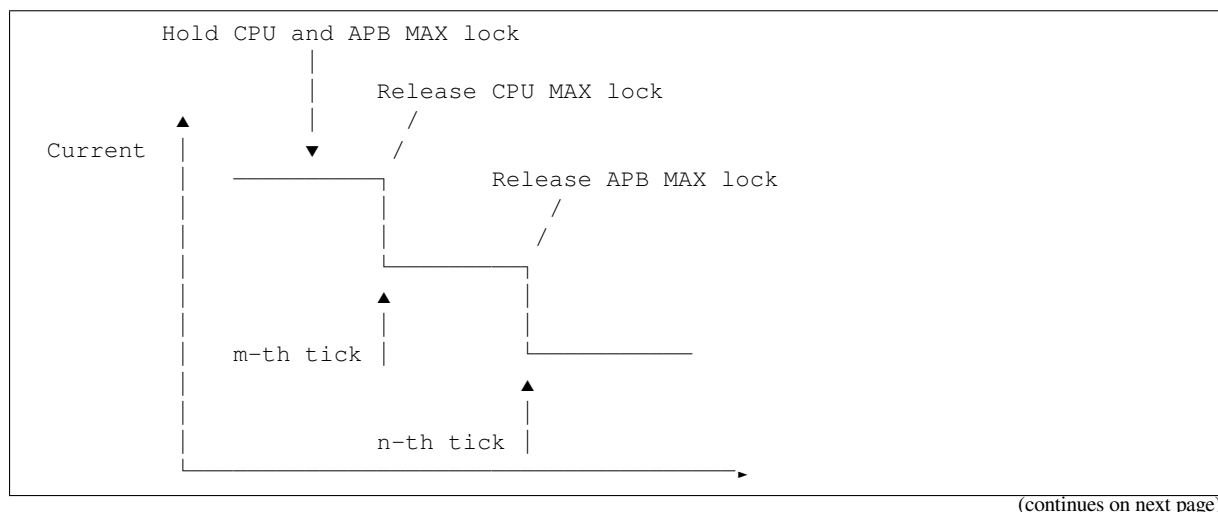 Hold CPU and APB MAX lock
Release CPU MAX lock
Current
Release APB MAX lock
m-th tick
n-th tick
(continues on next page)